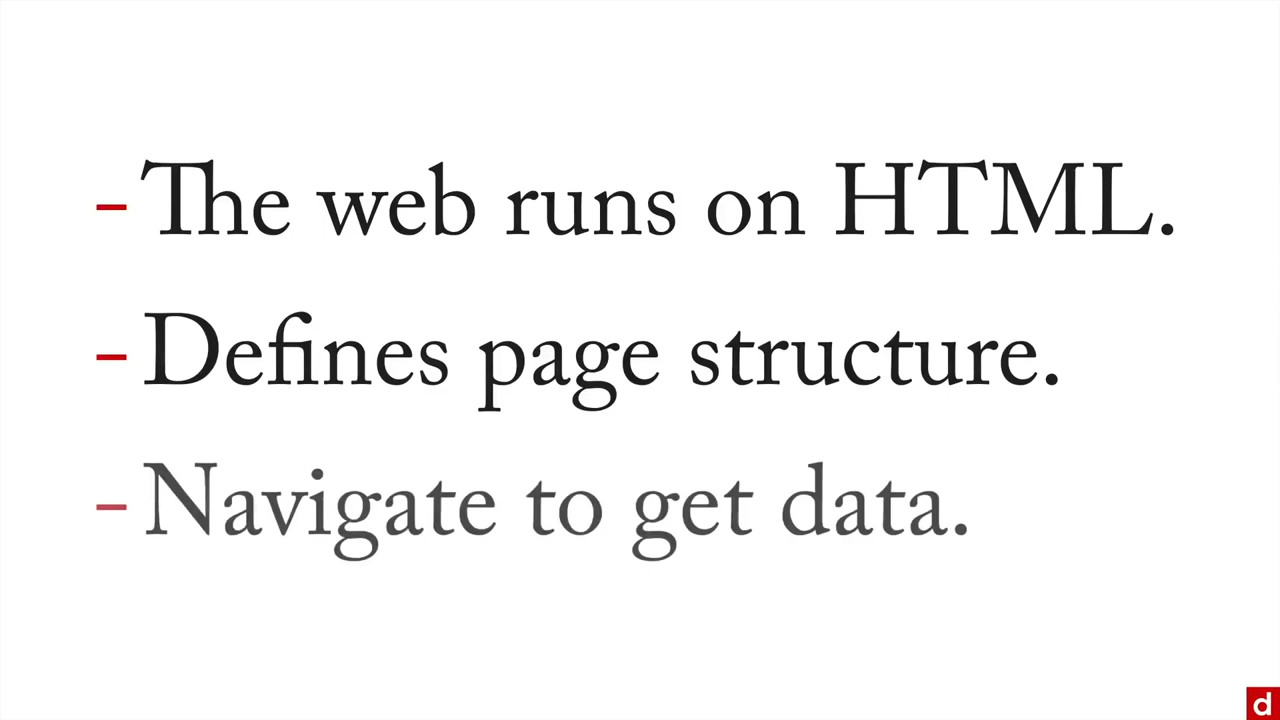 - The web runs on HTML.
- Defines page structure.
- Navigate to get data.
d